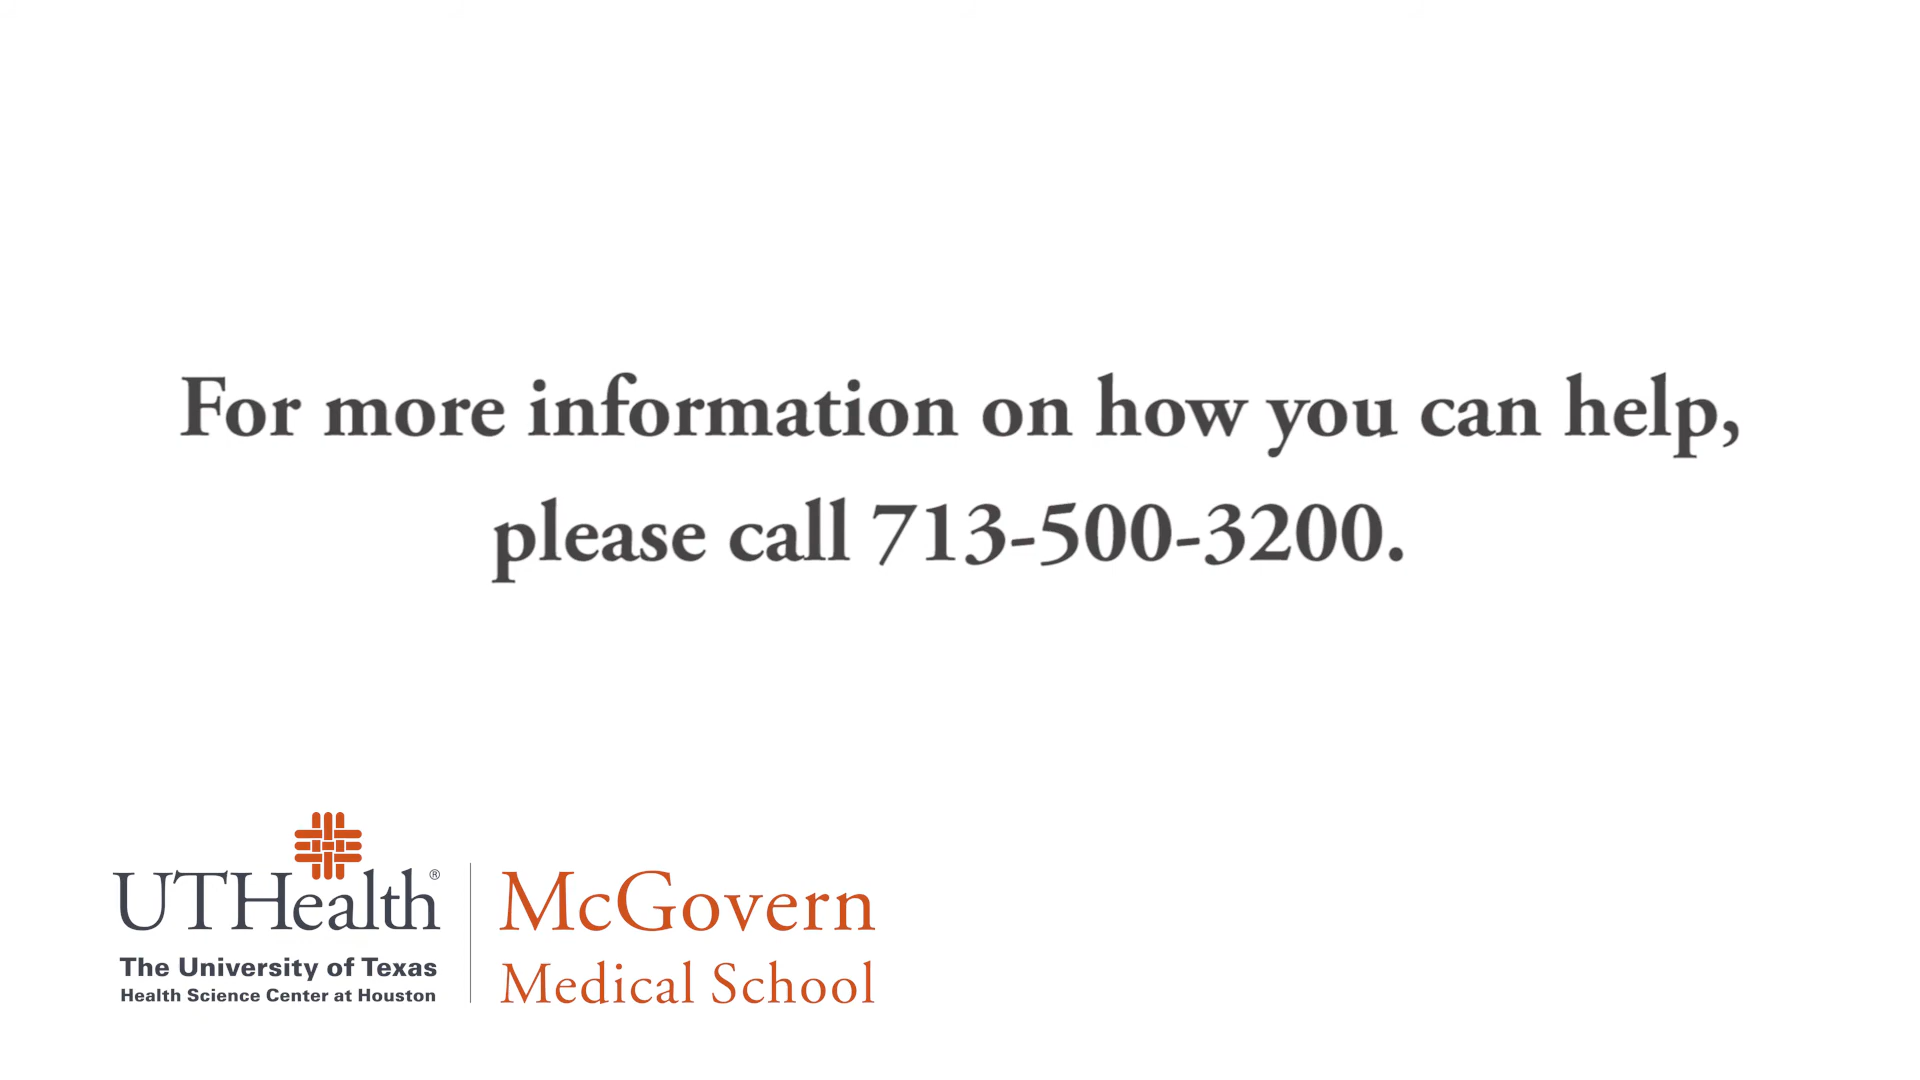 For more information on how you can help,
please call 713-500-3200.
UTHealth®
The University of Texas
Health Science Center at Houston
McGovern
Medical School